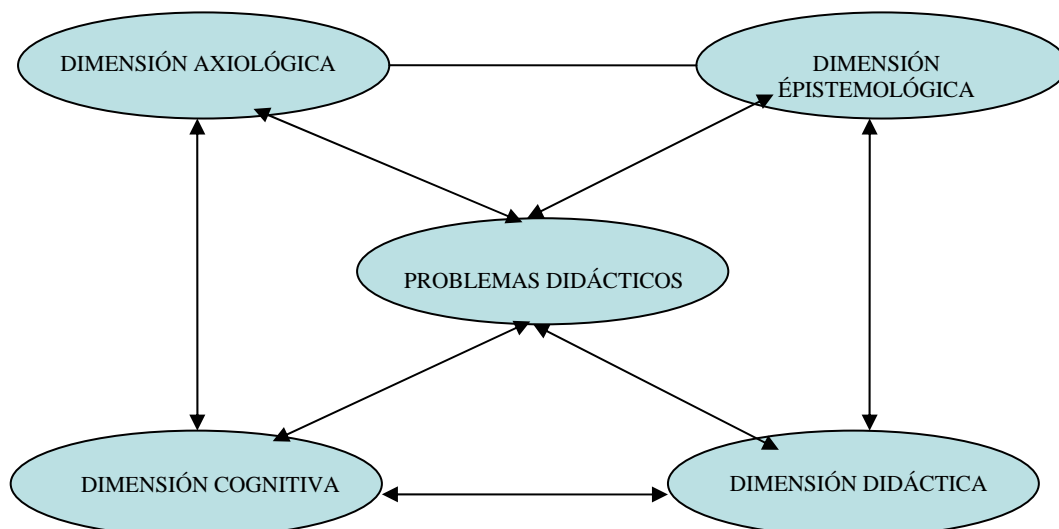 DIMENSIÓN AXIOLÓGICA
DIMENSIÓN
ÉPISTEMOLÓGICA
PROBLEMAS DIDÁCTICOS
DIMENSIÓN COGNITIVA
DIMENSIÓN DIDÁCTICA